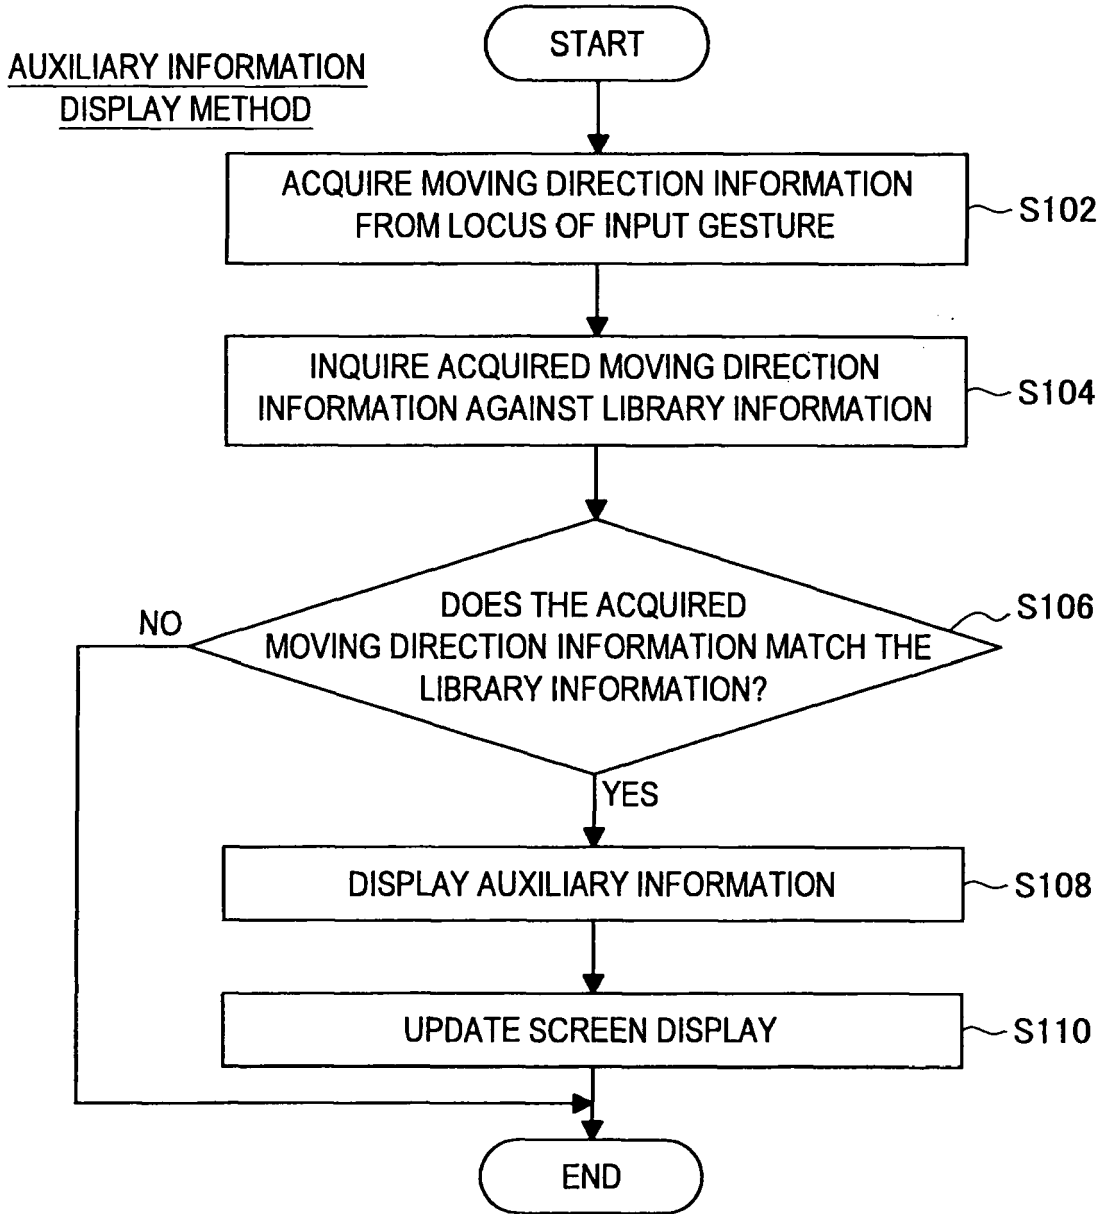 START
AUXILIARY INFORMATION
DISPLAY METHOD
ACQUIRE MOVING DIRECTION INFORMATION
FROM LOCUS OF INPUT GESTURE
S102
INQUIRE ACQUIRED MOVING DIRECTION
INFORMATION AGAINST LIBRARY INFORMATION
S104
DOES THE ACQUIRED
MOVING DIRECTION INFORMATION MATCH THE
LIBRARY INFORMATION?
S106
NO
YES
DISPLAY AUXILIARY INFORMATION
S108
UPDATE SCREEN DISPLAY
S110
END